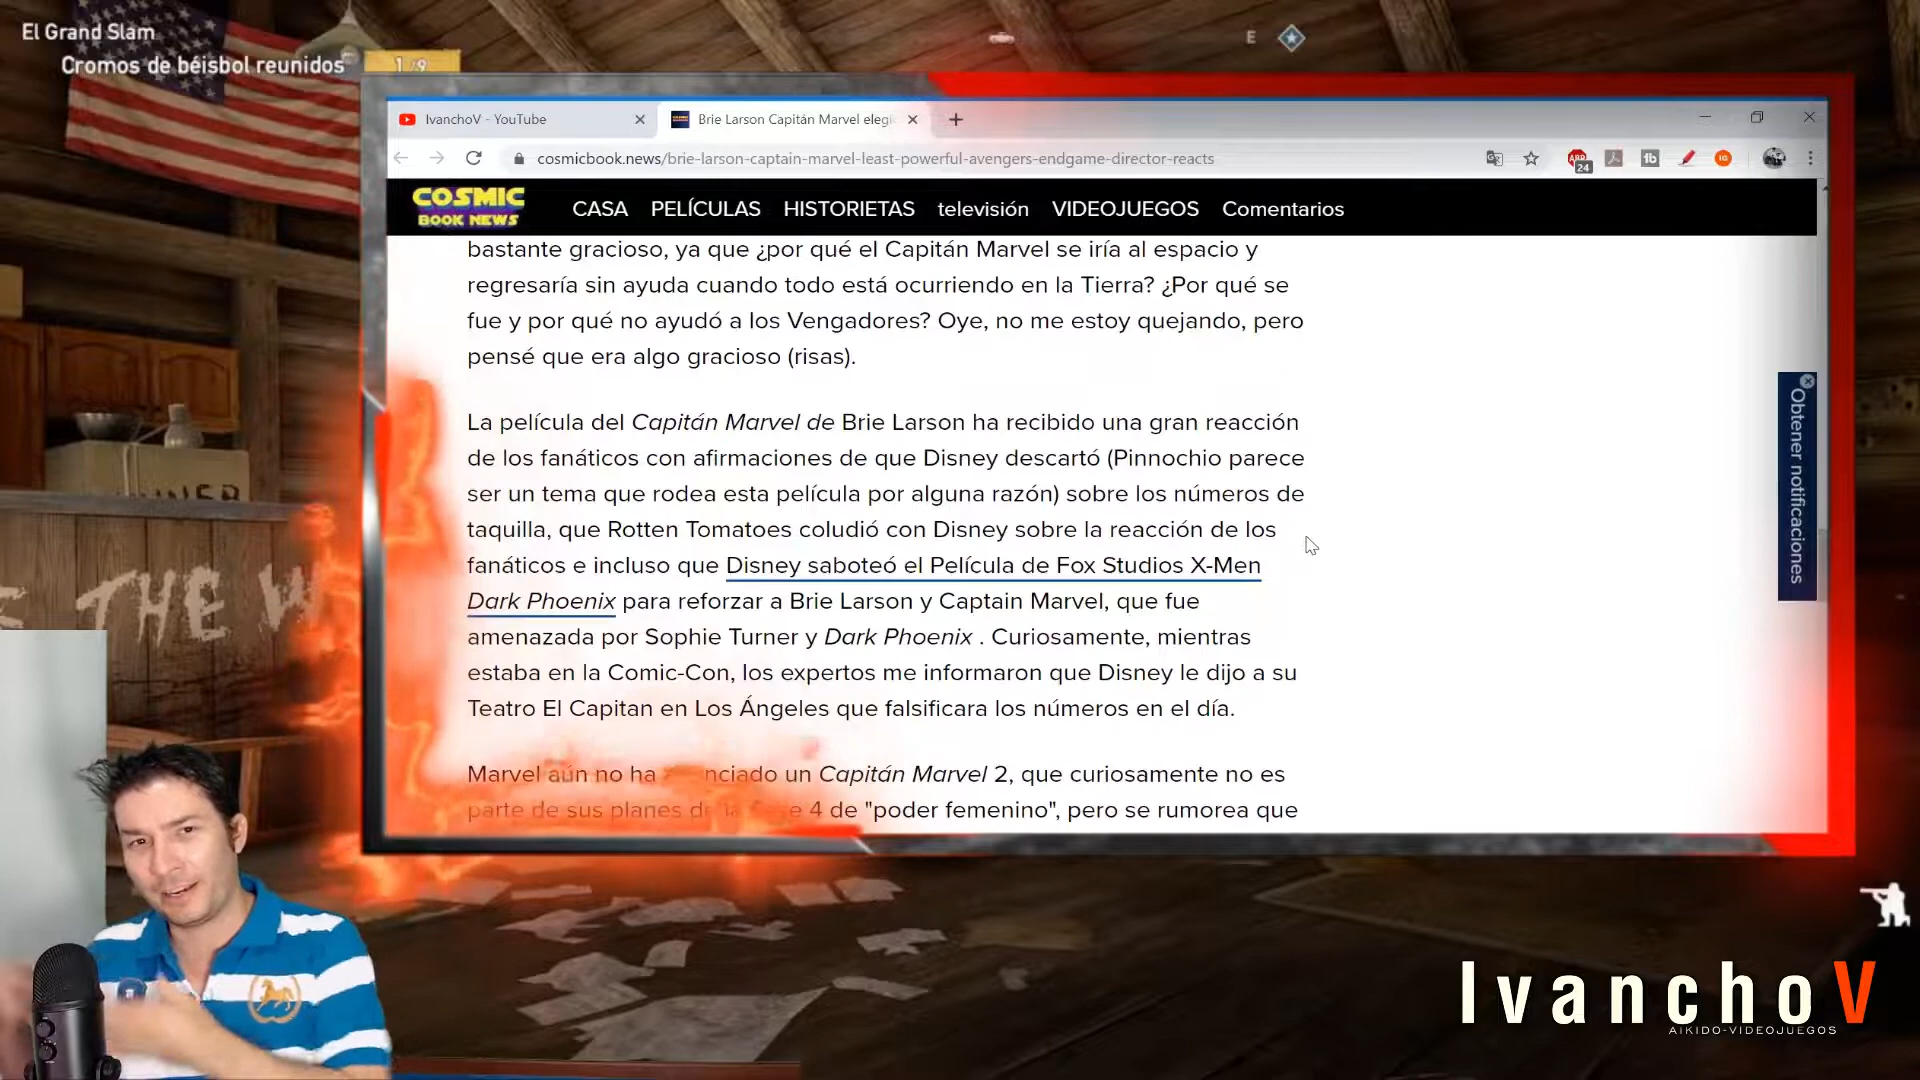 El Grand Slam
Cromos de béisbol reunidos
1/9
E
IvanchoV - YouTube
Brie Larson Capitán Marvel elegi
cosmicbook.news/brie-larson-captain-marvel-least-powerful-avengers-endgame-director-reacts
24
COSMIC
BOOK NEWS
CASA PELÍCULAS HISTORIETAS televisión VIDEOJUEGOS Comentarios
bastante gracioso, ya que ¿por qué el Capitán Marvel se iría al espacio y
regresaría sin ayuda cuando todo está ocurriendo en la Tierra? ¿Por qué se
fue y por qué no ayudó a los Vengadores? Oye, no me estoy quejando, pero
pensé que era algo gracioso (risas).
La película del Capitán Marvel de Brie Larson ha recibido una gran reacción
de los fanáticos con afirmaciones de que Disney descartó (Pinnochio parece
ser un tema que rodea esta película por alguna razón) sobre los números de
taquilla, que Rotten Tomatoes coludió con Disney sobre la reacción de los
fanáticos e incluso que Disney saboteó el Película de Fox Studios X-Men
Dark Phoenix para reforzar a Brie Larson y Captain Marvel, que fue
amenazada por Sophie Turner y Dark Phoenix . Curiosamente, mientras
estaba en la Comic-Con, los expertos me informaron que Disney le dijo a su
Teatro El Capitan en Los Ángeles que falsificara los números en el día.
Marvel aún no ha nciado un Capitán Marvel 2, que curiosamente no es
parte de sus planes de 4 de "poder femenino", pero se rumorea que
Obtener notificaciones
THE W
IvanchoV
AIKIDO-VIDEOJUEGOS